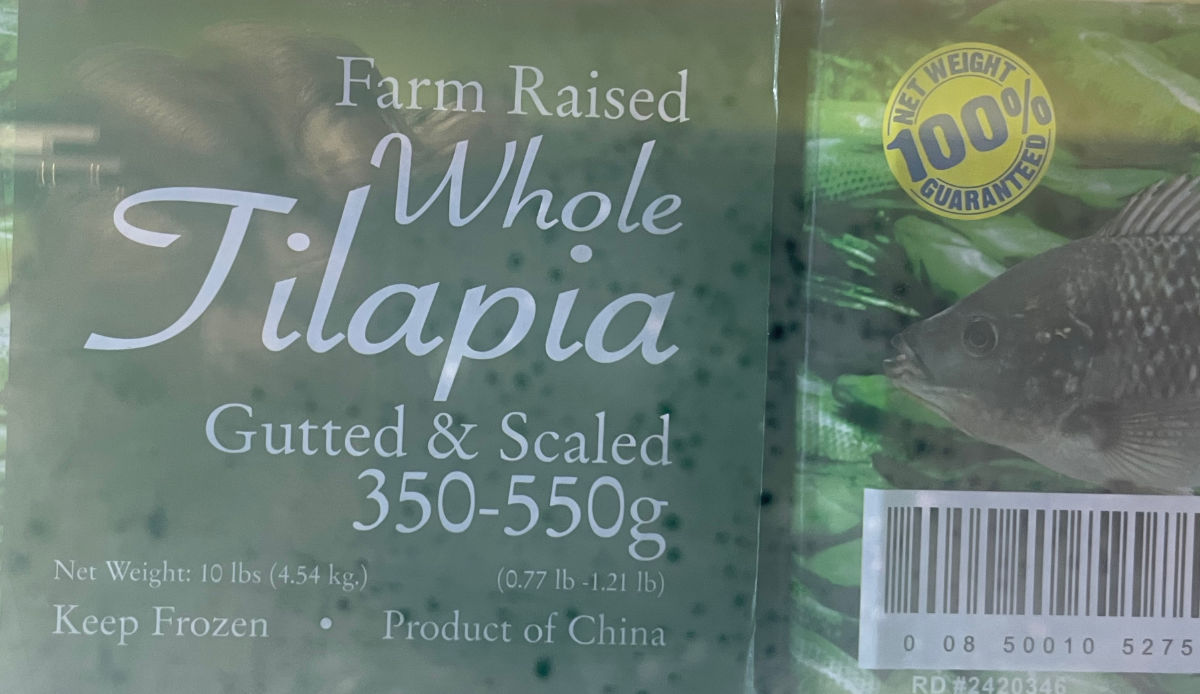 Farm Raised
Whole
Tilapia
Gutted & Scaled
350-550g
Net Weight: 10 lbs (4.54 kg.) (0.77 lb -1.21 lb)
Keep Frozen • Product of China
NET WEIGHT
100%
GUARANTEED
0 08 50010 5275
RD #2420346